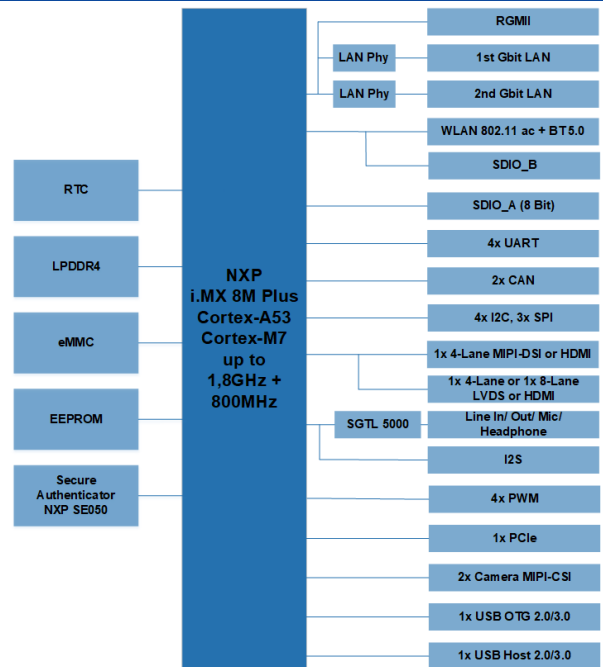 RTC
LPDDR4
eMMC
EEPROM
Secure
Authenticator
NXP SE050
NXP
i.MX 8M Plus
Cortex-A53
Cortex-M7
up to
1,8GHz +
800MHz
RGMII
LAN Phy
1st Gbit LAN
LAN Phy
2nd Gbit LAN
WLAN 802.11 ac + BT5.0
SDIO_B
SDIO_A (8 Bit)
4x UART
2x CAN
4x I2C, 3x SPI
1x 4-Lane MIPI-DSI or HDMI
1x 4-Lane or 1x 8-Lane
LVDS or HDMI
SGTL 5000
Line In/ Out/ Mic/
Headphone
I2S
4x PWM
1x PCIe
2x Camera MIPI-CSI
1x USB OTG 2.0/3.0
1x USB Host 2.0/3.0